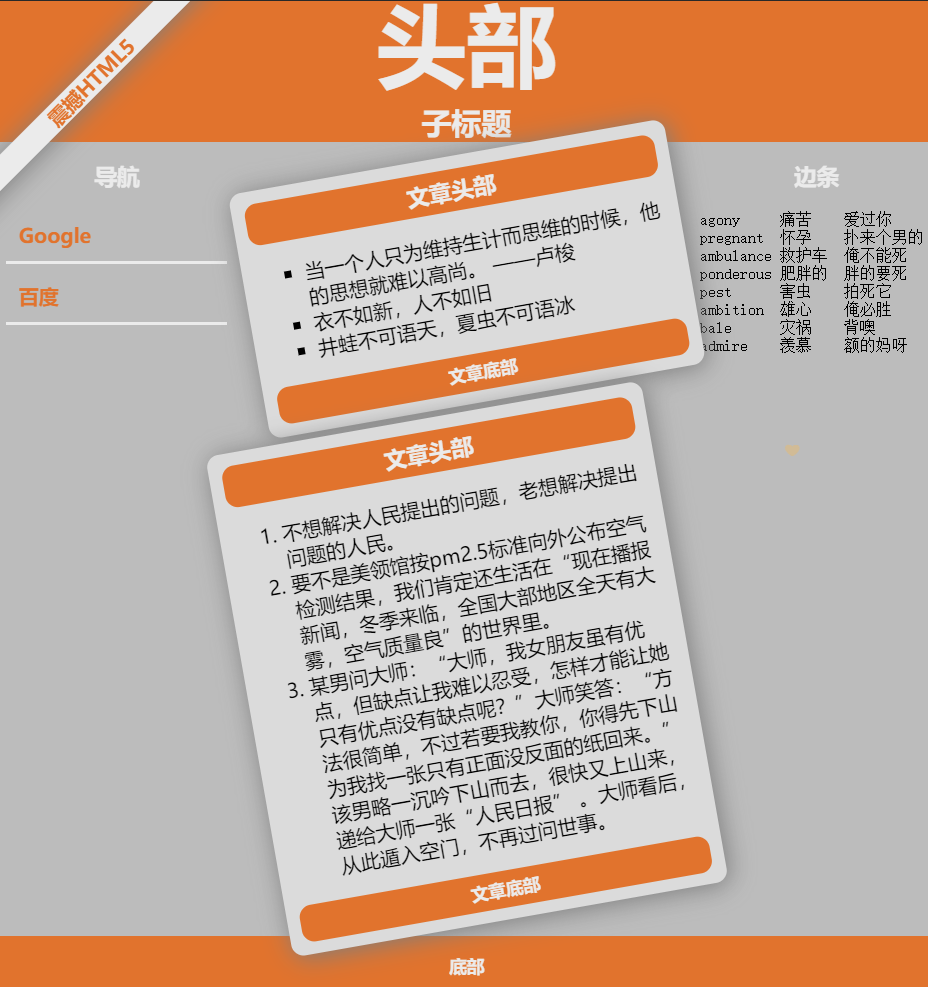 震撼HTML5
头部
子标题
导航
Google
百度
文章头部
当一个人只为维持生计而思维的时候，他
的思想就难以高尚。 ——卢梭
衣不如新，人不如旧
井蛙不可语天，夏虫不可语冰
文章底部
文章头部
1. 不想解决人民提出的问题，老想解决提出
问题的人民。
2. 要不是美领馆按pm2.5标准向外公布空气
检测结果，我们肯定还生活在“现在播报
新闻，冬季来临，全国大部地区全天有大
雾，空气质量良”的世界里。
3. 某男问大师：“大师，我女朋友虽有优
点，但缺点让我难以忍受，怎样才能让她
只有优点没有缺点呢？”大师笑答：“方
法很简单，不过若要我教你，你得先下山
为我找一张只有正面没反面的纸回来。”
该男略一沉吟下山而去，很快又上山来，
递给大师一张“人民日报” 。大师看后，
从此遁入空门，不再过问世事。
文章底部
边条
agony 痛苦 爱过你
pregnant 怀孕 扑来个男的
ambulance 救护车 俺不能死
ponderous 肥胖的 胖的要死
pest 害虫 拍死它
ambition 雄心 俺必胜
bale 灾祸 背噢
admire 羡慕 额的妈呀
底部